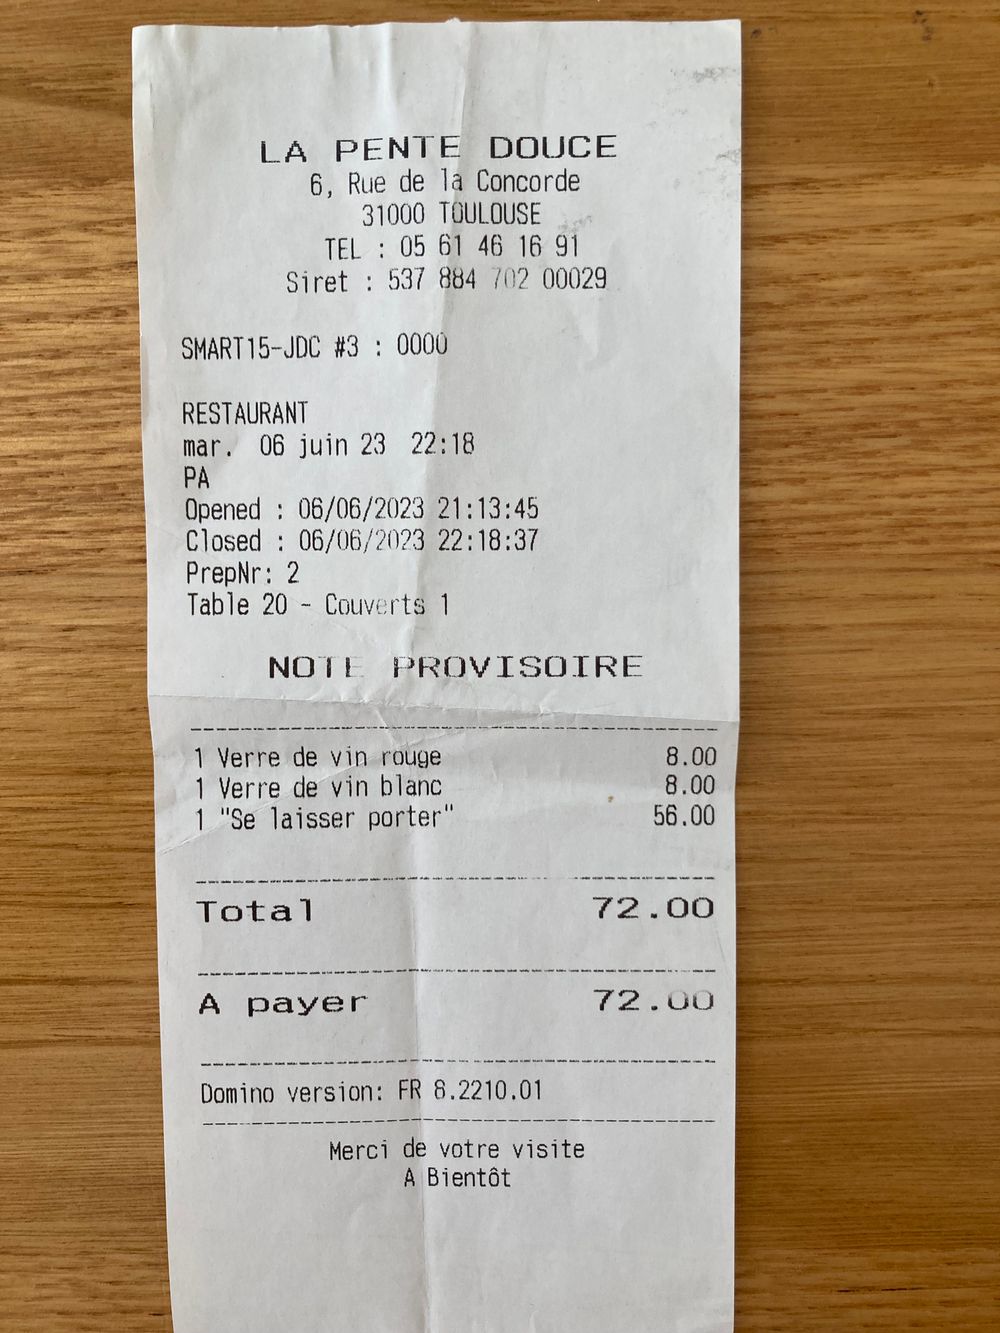 LA PENTE DOUCE
6, Rue de la Concorde
31000 TOULOUSE
TEL : 05 61 46 16 91
Siret : 537 884 702 00029
SMART15-JDC #3 : 0000
RESTAURANT
mar. 06 juin 23 22:18
PA
Opened : 06/06/2023 21:13:45
Closed : 06/06/2023 22:18:37
PrepNr: 2
Table 20 - Couverts 1
NOTE PROVISOIRE
1 Verre de vin rouge 8.00
1 Verre de vin blanc 8.00
1 "Se laisser porter" 56.00
Total 72.00
A payer 72.00
Domino version: FR 8.2210.01
Merci de votre visite
A Bientôt